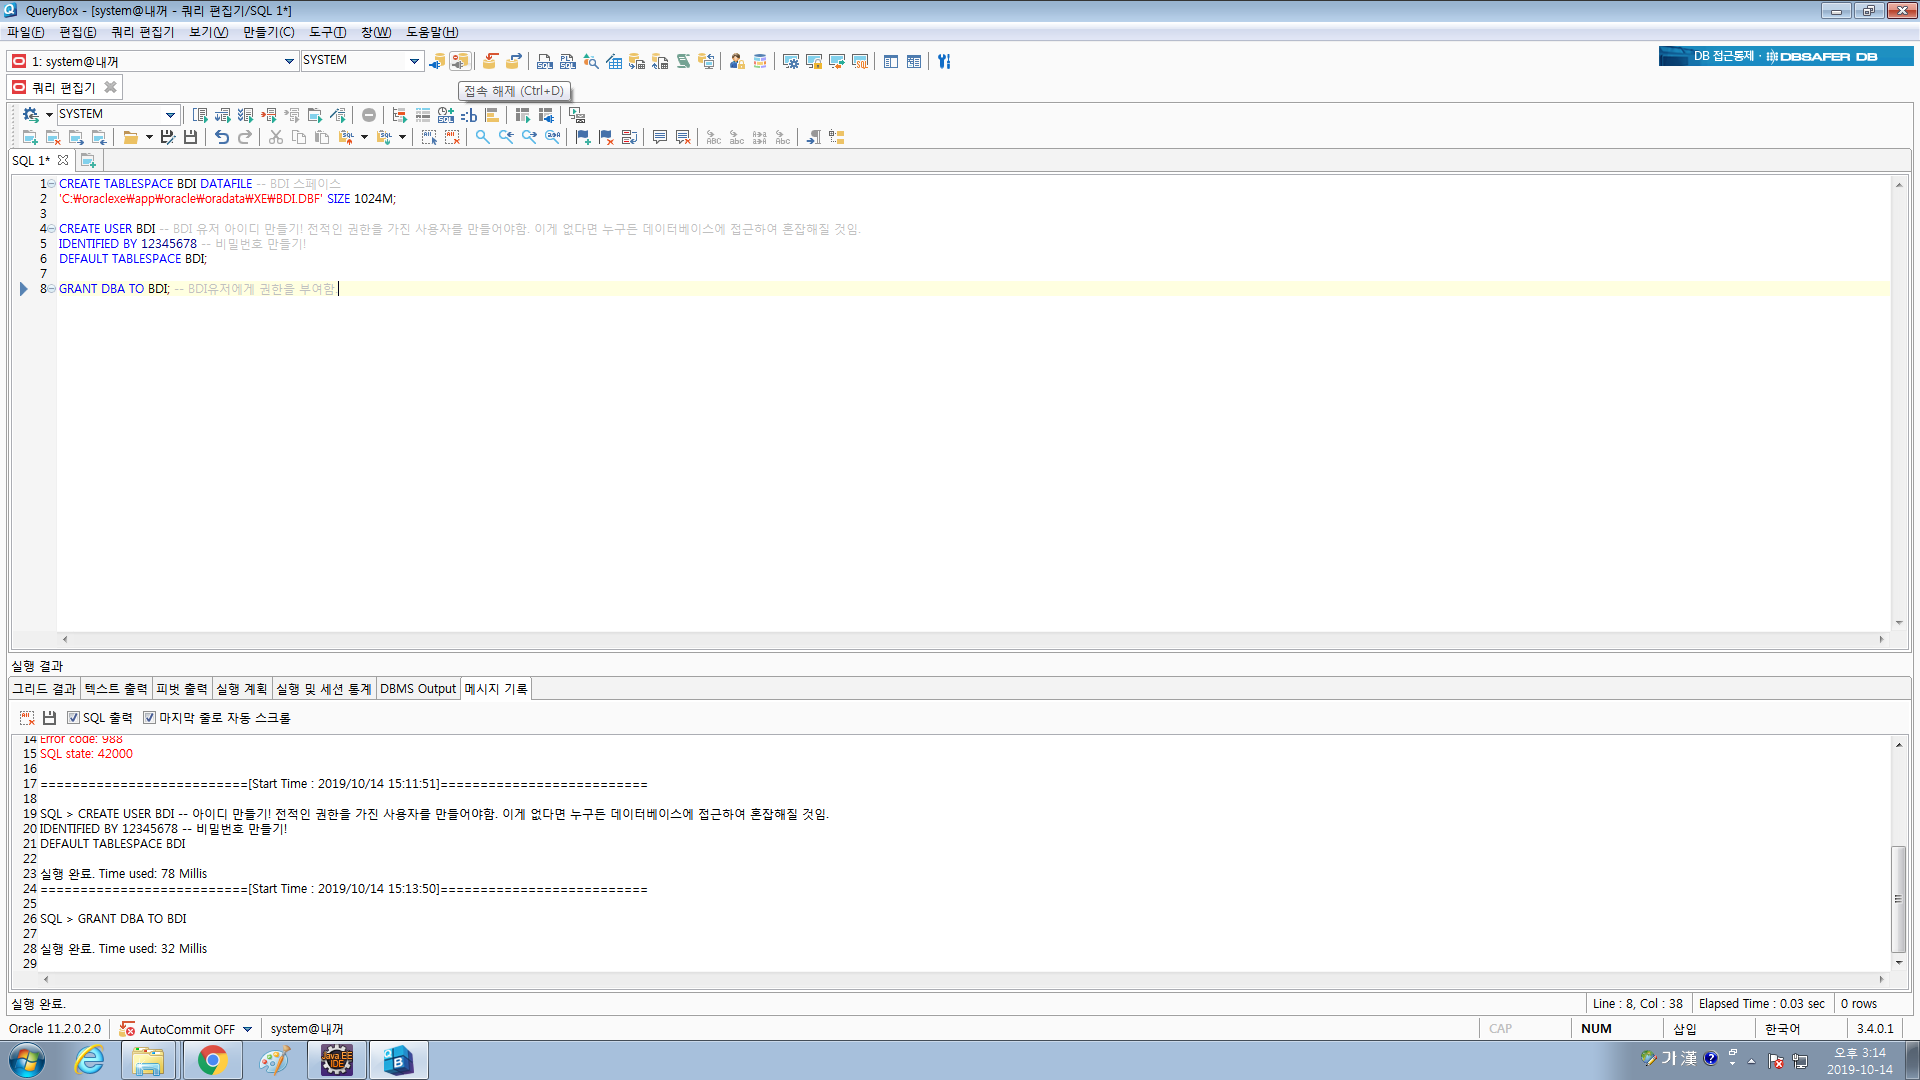 QueryBox - [system@내꺼 - 쿼리 편집기/SQL 1*]
파일(F) 편집(E) 쿼리 편집기 보기(V) 만들기(C) 도구(T) 창(W) 도움말(H)
1: system@내꺼 SYSTEM
DB 접근통제 · DBSAFER DB
쿼리 편집기
접속 해제 (Ctrl+D)
SYSTEM
SQL 1*
1 CREATE TABLESPACE BDI DATAFILE -- BDI 스페이스
2 'C:₩oraclexe₩app₩oracle₩oradata₩XE₩BDI.DBF' SIZE 1024M;
3
4 CREATE USER BDI -- BDI 유저 아이디 만들기! 전적인 권한을 가진 사용자를 만들어야함. 이게 없다면 누구든 데이터베이스에 접근하여 혼잡해질 것임.
5 IDENTIFIED BY 12345678 -- 비밀번호 만들기!
6 DEFAULT TABLESPACE BDI;
7
8 GRANT DBA TO BDI; -- BDI유저에게 권한을 부여함
실행 결과
그리드 결과 텍스트 출력 피벗 출력 실행 계획 실행 및 세션 통계 DBMS Output 메시지 기록
SQL 출력 마지막 줄로 자동 스크롤
14 Error code: 988
15 SQL state: 42000
16
17 ==========================[Start Time : 2019/10/14 15:11:51]==========================
18
19 SQL > CREATE USER BDI -- 아이디 만들기! 전적인 권한을 가진 사용자를 만들어야함. 이게 없다면 누구든 데이터베이스에 접근하여 혼잡해질 것임.
20 IDENTIFIED BY 12345678 -- 비밀번호 만들기!
21 DEFAULT TABLESPACE BDI
22
23 실행 완료. Time used: 78 Millis
24 ==========================[Start Time : 2019/10/14 15:13:50]==========================
25
26 SQL > GRANT DBA TO BDI
27
28 실행 완료. Time used: 32 Millis
29
실행 완료. Line : 8, Col : 38 Elapsed Time : 0.03 sec 0 rows
Oracle 11.2.0.2.0 AutoCommit OFF system@내꺼 CAP NUM 삽입 한국어 3.4.0.1
Java EE IDE B 가 漢 오후 3:14
2019-10-14